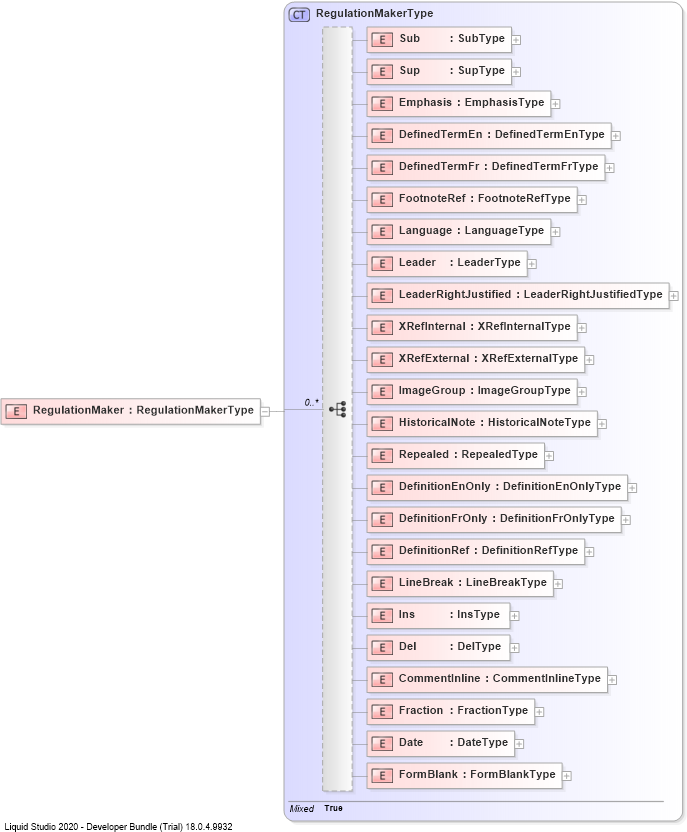 CT RegulationMakerType
E Sub : SubType
E Sup : SupType
E Emphasis : EmphasisType
E DefinedTermEn : DefinedTermEnType
E DefinedTermFr : DefinedTermFrType
E FootnoteRef : FootnoteRefType
E Language : LanguageType
E Leader : LeaderType
E LeaderRightJustified : LeaderRightJustifiedType
E XRefInternal : XRefInternalType
E XRefExternal : XRefExternalType
E ImageGroup : ImageGroupType
0..*
E RegulationMaker : RegulationMakerType
E HistoricalNote : HistoricalNoteType
E Repealed : RepealedType
E DefinitionEnOnly : DefinitionEnOnlyType
E DefinitionFrOnly : DefinitionFrOnlyType
E DefinitionRef : DefinitionRefType
E LineBreak : LineBreakType
E Ins : InsType
E Del : DelType
E CommentInline : CommentInlineType
E Fraction : FractionType
E Date : DateType
E FormBlank : FormBlankType
Mixed True
Liquid Studio 2020 - Developer Bundle (Trial) 18.0.4.9932